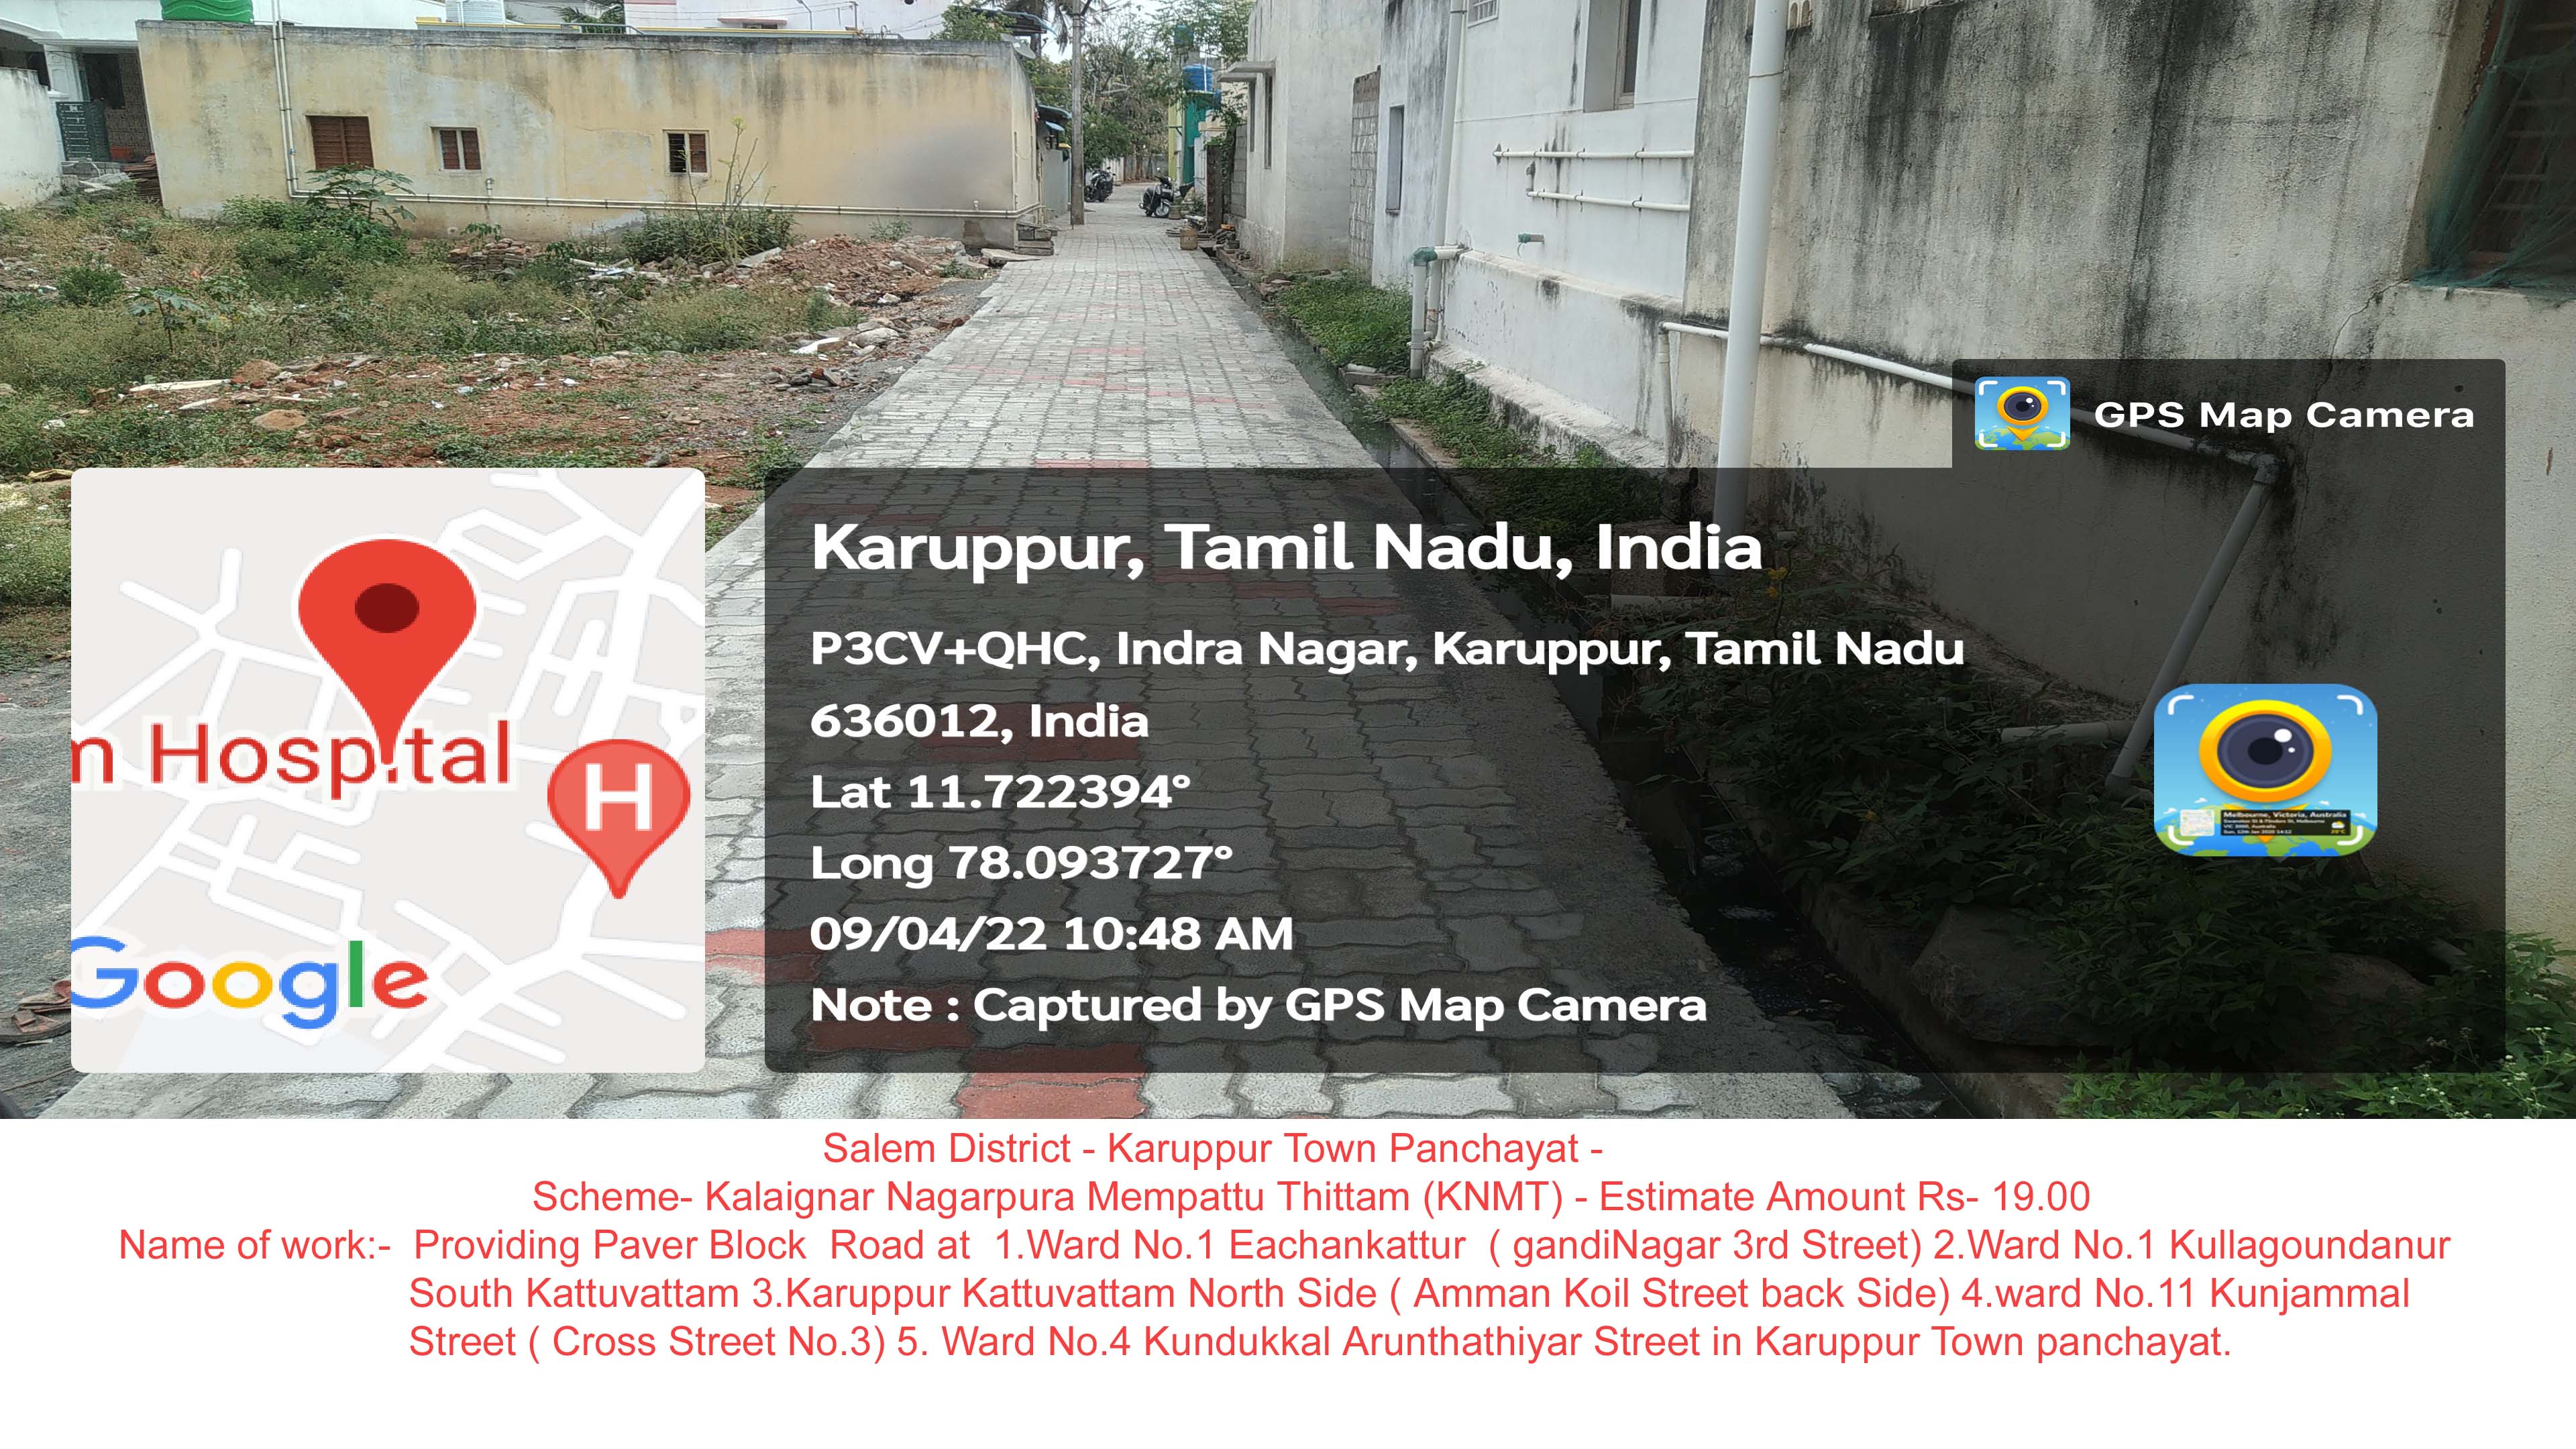 GPS Map Camera
Karuppur, Tamil Nadu, India
P3CV+QHC, Indra Nagar, Karuppur, Tamil Nadu
636012, India
Lat 11.722394°
Long 78.093727°
09/04/22 10:48 AM
Note : Captured by GPS Map Camera
n Hospital
H
Google
Melbourne, Victoria, Australia
Salem District - Karuppur Town Panchayat -
Scheme- Kalaignar Nagarpura Mempattu Thittam (KNMT) - Estimate Amount Rs- 19.00
Name of work:- Providing Paver Block Road at 1.Ward No.1 Eachankattur ( gandiNagar 3rd Street) 2.Ward No.1 Kullagoundanur
South Kattuvattam 3.Karuppur Kattuvattam North Side ( Amman Koil Street back Side) 4.ward No.11 Kunjammal
Street ( Cross Street No.3) 5. Ward No.4 Kundukkal Arunthathiyar Street in Karuppur Town panchayat.